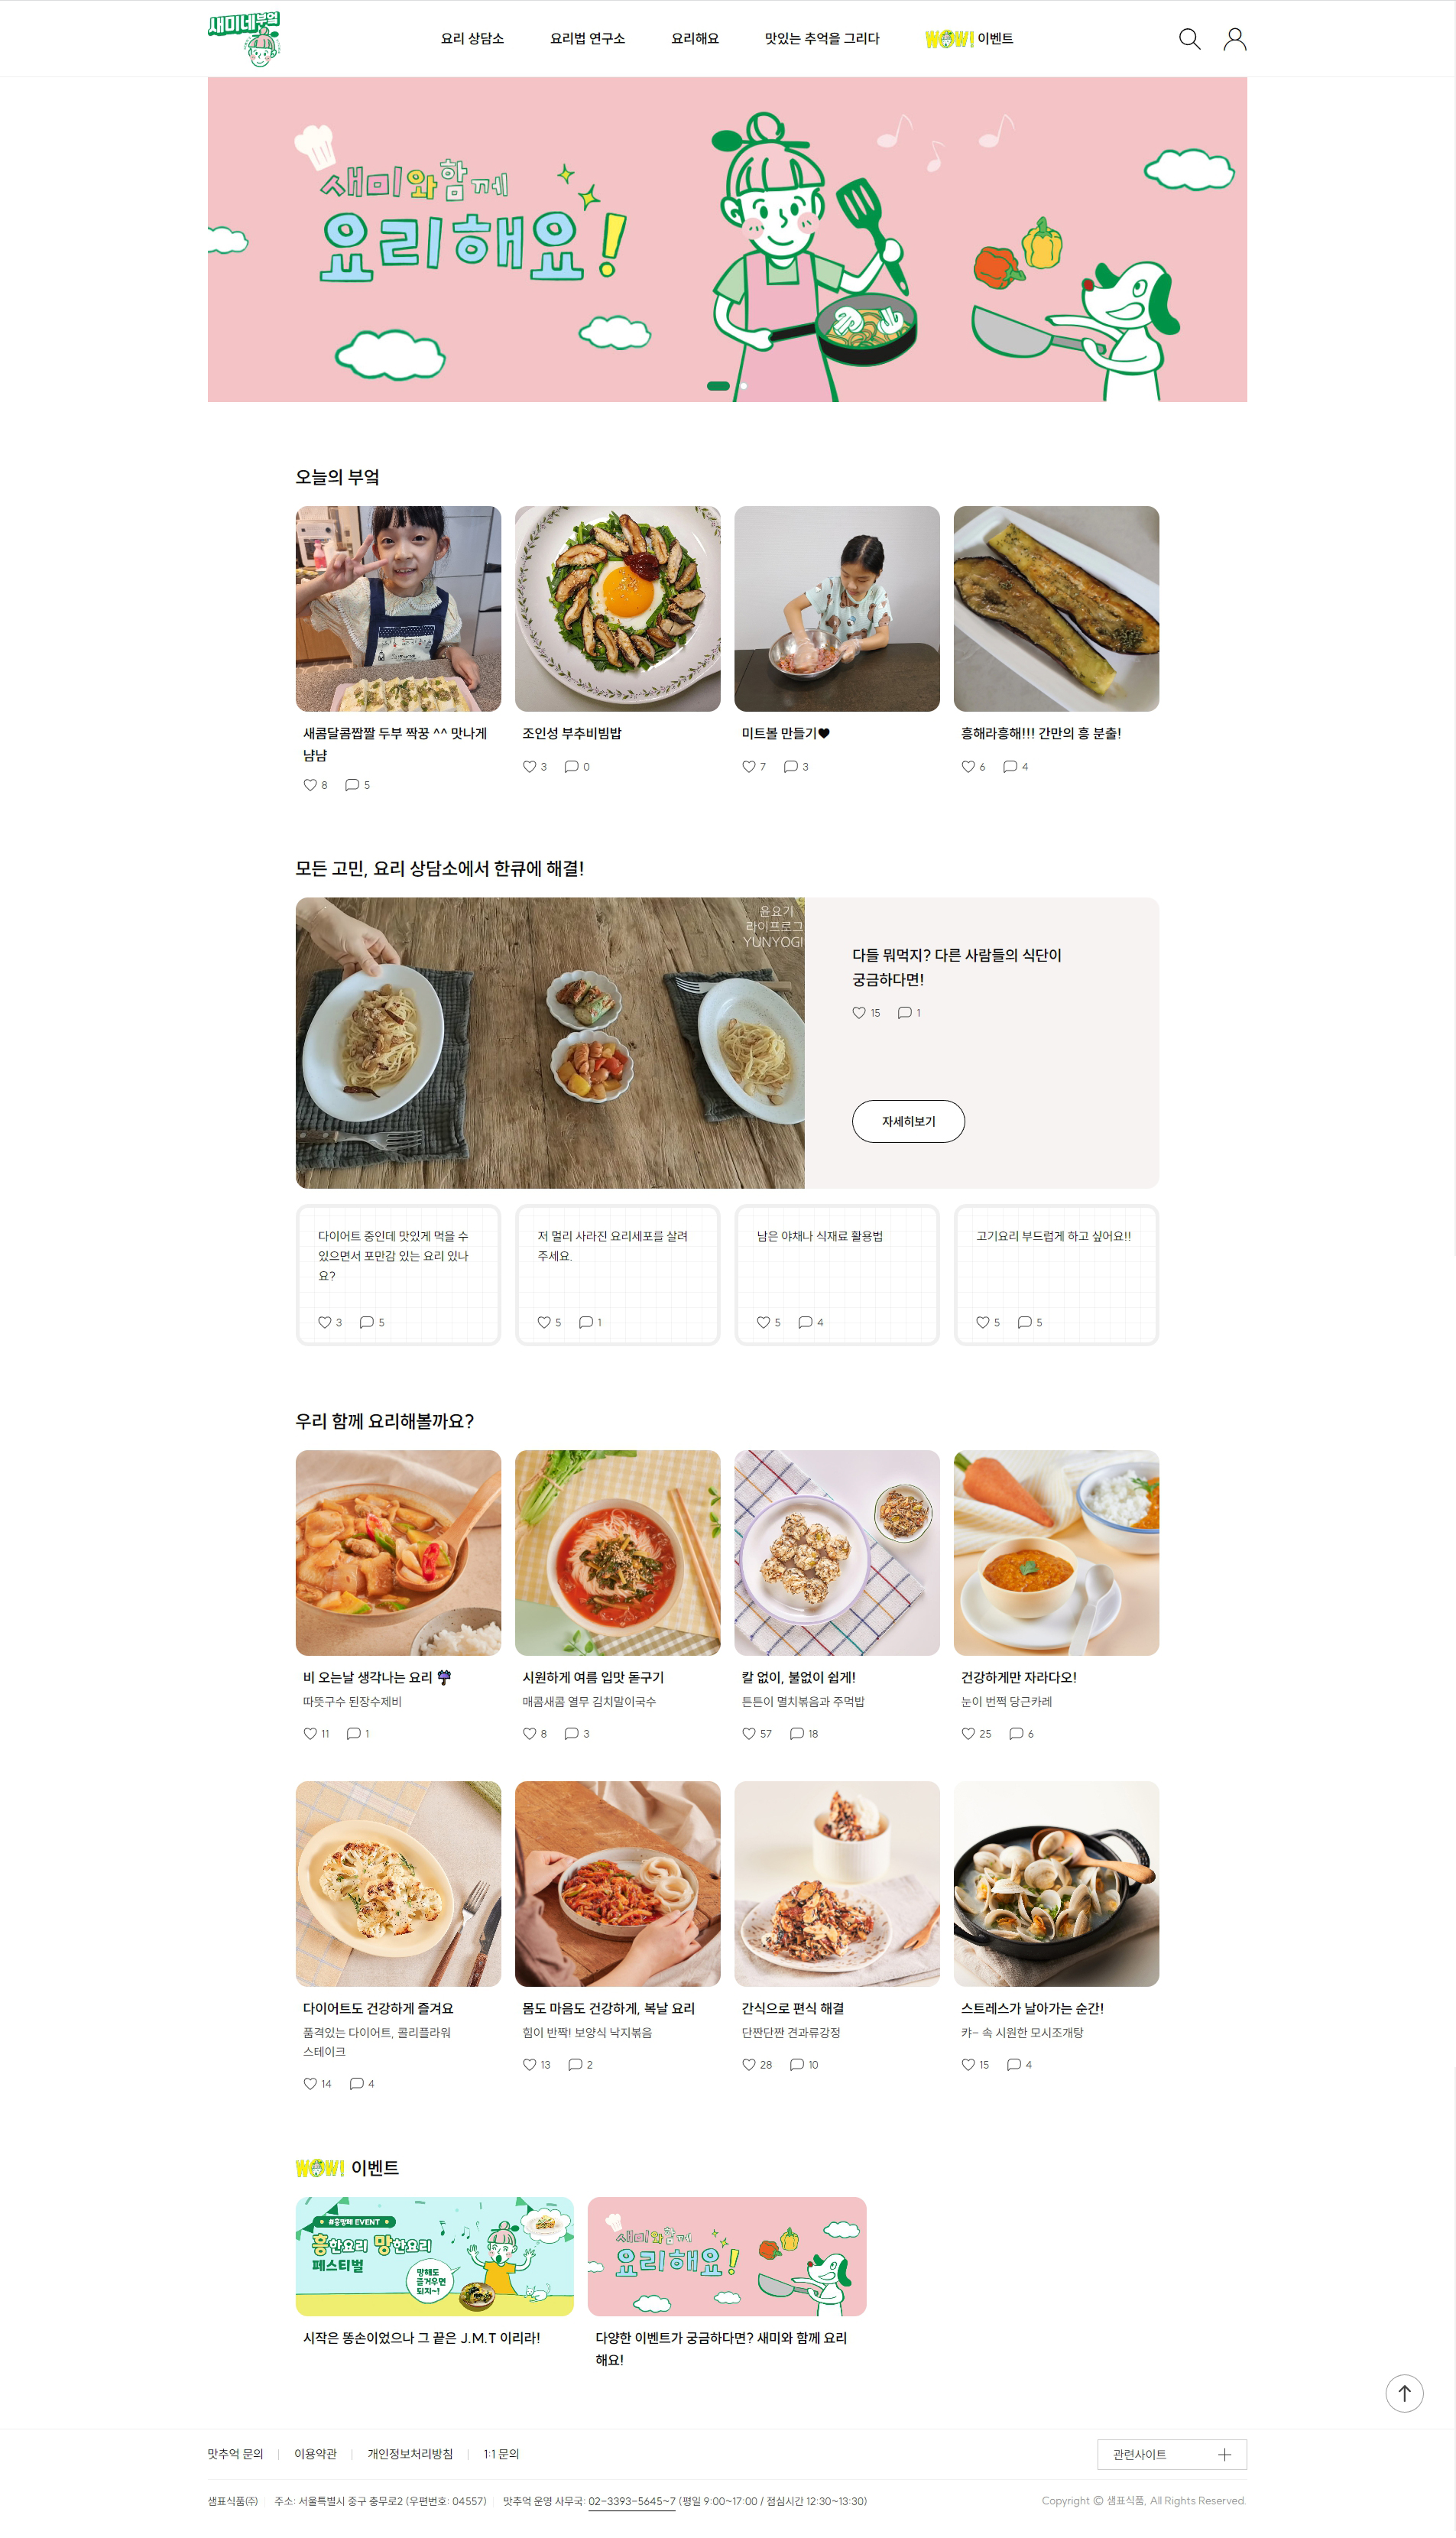 새미네부엌
요리 상담소
요리법 연구소
요리해요
맛있는 추억을 그리다
WOW! 이벤트
새미와함께
요리해요!
오늘의 부엌
새콤달콤짭짤 두부 짝꿍 ^^ 맛나게
냠냠
8 5
조인성 부추비빔밥
3 0
미트볼 만들기♥
7 3
흥해라흥해!!! 간만의 흥 분출!
6 4
모든 고민, 요리 상담소에서 한큐에 해결!
윤요기
라이프로그
YUNYOGI
다들 뭐먹지? 다른 사람들의 식단이
궁금하다면!
15 1
자세히보기
다이어트 중인데 맛있게 먹을 수
있으면서 포만감 있는 요리 있나
요?
3 5
저 멀리 사라진 요리세포를 살려
주세요.
5 1
남은 야채나 식재료 활용법
5 4
고기요리 부드럽게 하고 싶어요!!
5 5
우리 함께 요리해볼까요?
비 오는날 생각나는 요리 ☔
따뜻구수 된장수제비
11 1
시원하게 여름 입맛 돋구기
매콤새콤 열무 김치말이국수
8 3
칼 없이, 불없이 쉽게!
튼튼이 멸치볶음과 주먹밥
57 18
건강하게만 자라다오!
눈이 번쩍 당근카레
25 6
다이어트도 건강하게 즐겨요
품격있는 다이어트, 콜리플라워
스테이크
14 4
몸도 마음도 건강하게, 복날 요리
힘이 반짝! 보양식 낙지볶음
13 2
간식으로 편식 해결
단짠단짠 견과류강정
28 10
스트레스가 날아가는 순간!
캬~ 속 시원한 모시조개탕
15 4
WOW! 이벤트
#흥망페 EVENT
흥한요리 망한요리
페스티벌
망해도
즐거우면
되지~!
시작은 똥손이었으나 그 끝은 J.M.T 이리라!
새미와함께
요리해요!
다양한 이벤트가 궁금하다면? 새미와 함께 요리
해요!
맛추억 문의
이용약관
개인정보처리방침
1:1 문의
관련사이트
샘표식품㈜
주소: 서울특별시 중구 충무로2 (우편번호: 04557)
맛추억 운영 사무국: 02-3393-5645~7 (평일 9:00~17:00 / 점심시간 12:30~13:30)
Copyright ⓒ 샘표식품, All Rights Reserved.